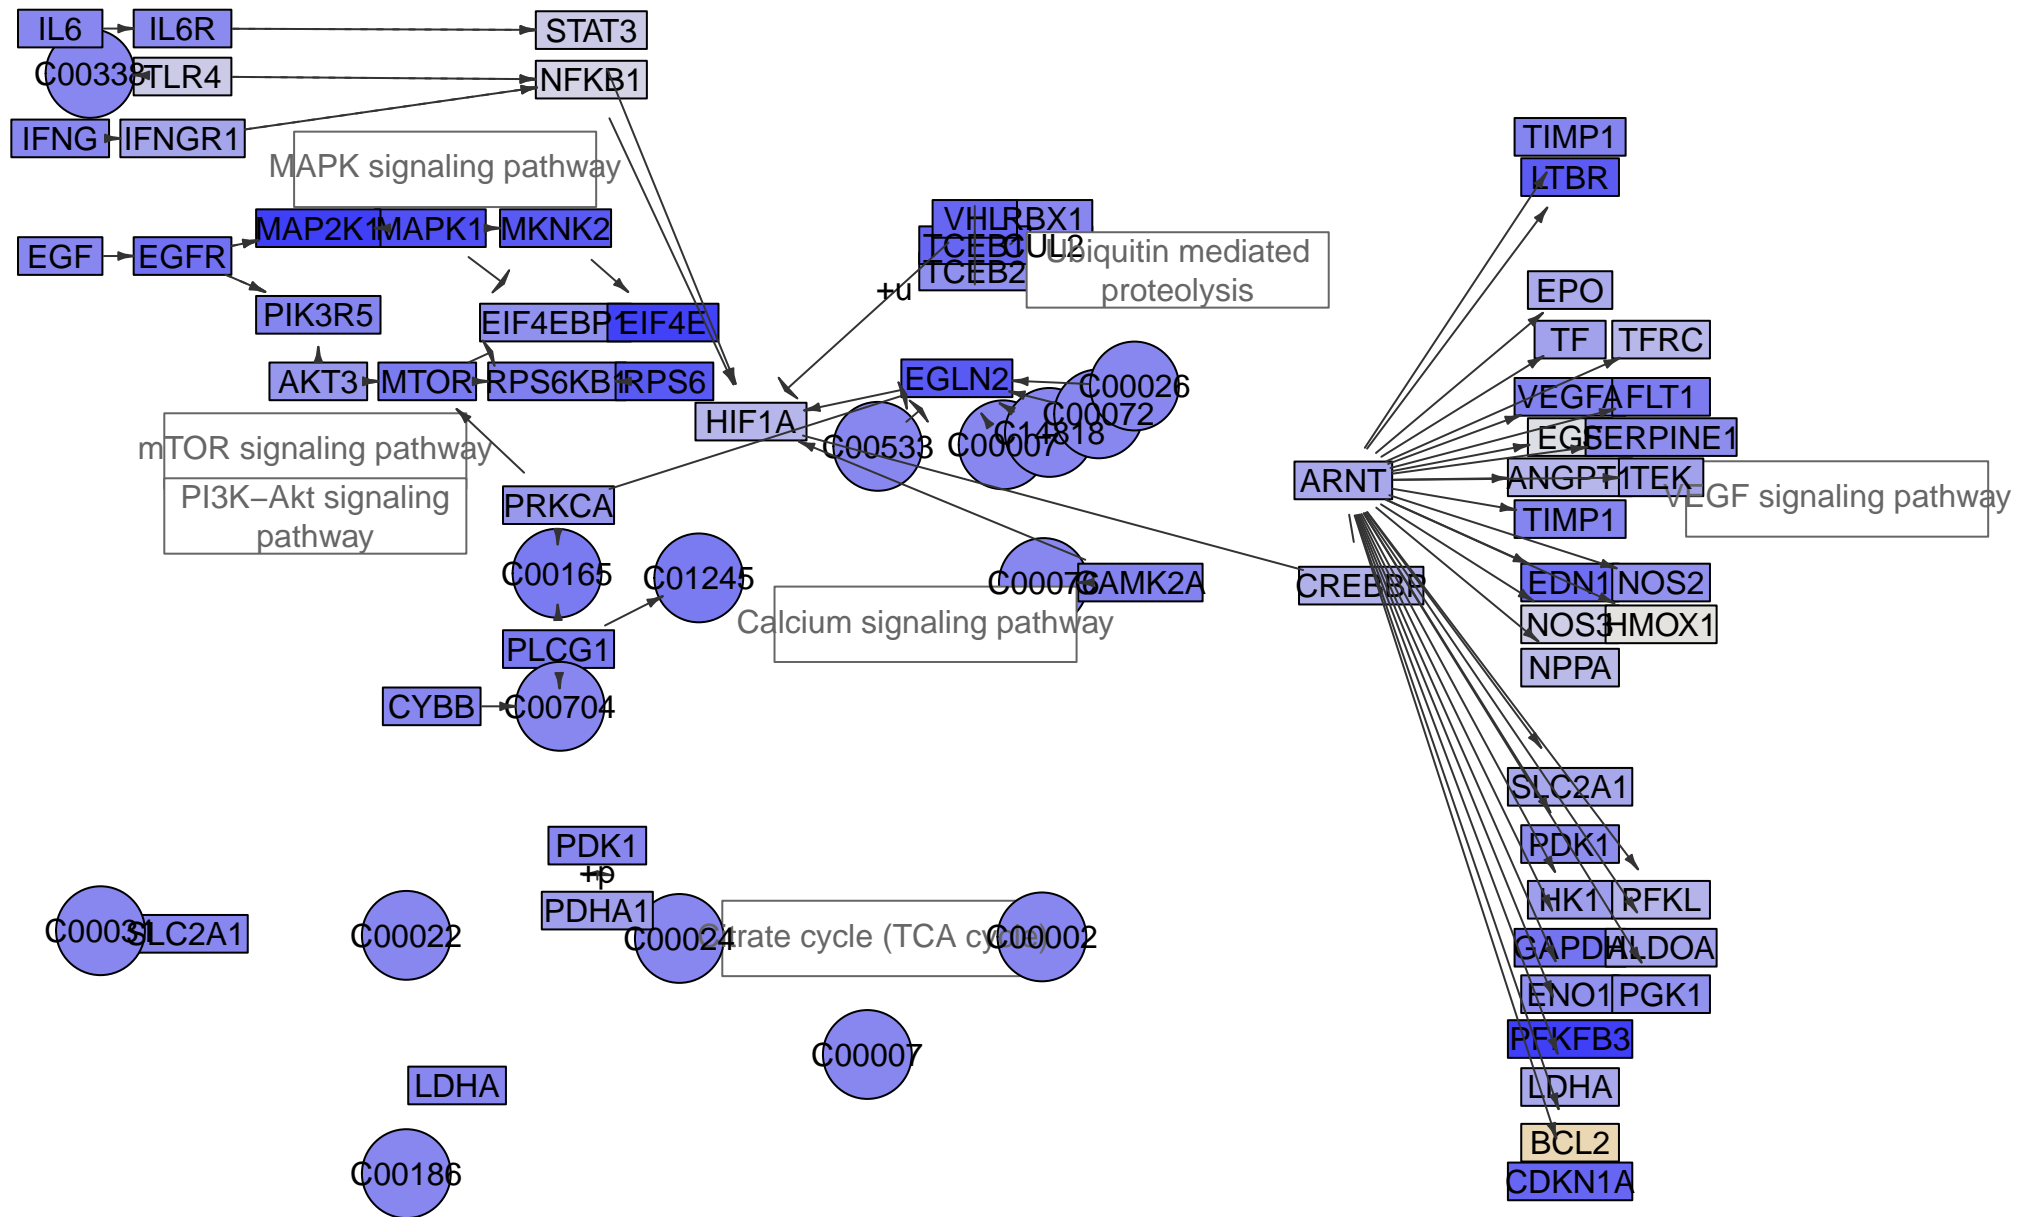 IL6
IL6R
STAT3
C00338
TLR4
NFKB1
IFNG
IFNGR1
MAPK signaling pathway
MAP2K1
MAPK1
MKNK2
EGF
EGFR
PIK3R5
EIF4EBP1
EIF4E
AKT3
MTOR
RPS6KB1
RPS6
mTOR signaling pathway
PI3K–Akt signaling
pathway
PRKCA
C00165
C01245
PLCG1
CYBB
C00704
VHL
RBX1
TCEB1
CUL2
TCEB2
Ubiquitin mediated
proteolysis
+u
EGLN2
HIF1A
C00533
C00007
C14818
C00072
C00026
C00076
CAMK2A
Calcium signaling pathway
ARNT
CREBBP
TIMP1
LTBR
EPO
TF
TFRC
VEGFA
FLT1
EGF
SERPINE1
ANGPT1
TEK
VEGF signaling pathway
TIMP1
EDN1
NOS2
NOS3
HMOX1
NPPA
SLC2A1
PDK1
HK1
PFKL
GAPDH
ALDOA
ENO1
PGK1
PFKFB3
LDHA
BCL2
CDKN1A
PDK1
+p
PDHA1
C00031
SLC2A1
C00022
C00024
Citrate cycle (TCA cycle)
C00002
C00007
LDHA
C00186